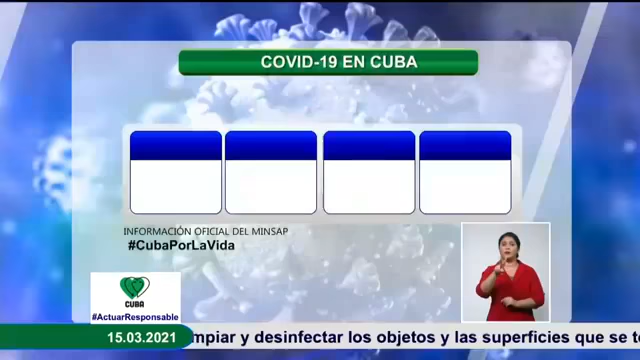 COVID-19 EN CUBA
INFORMACIÓN OFICIAL DEL MINSAP
#CubaPorLaVida
CUBA
#ActuarResponsable
15.03.2021 mpiar y desinfectar los objetos y las superficies que se